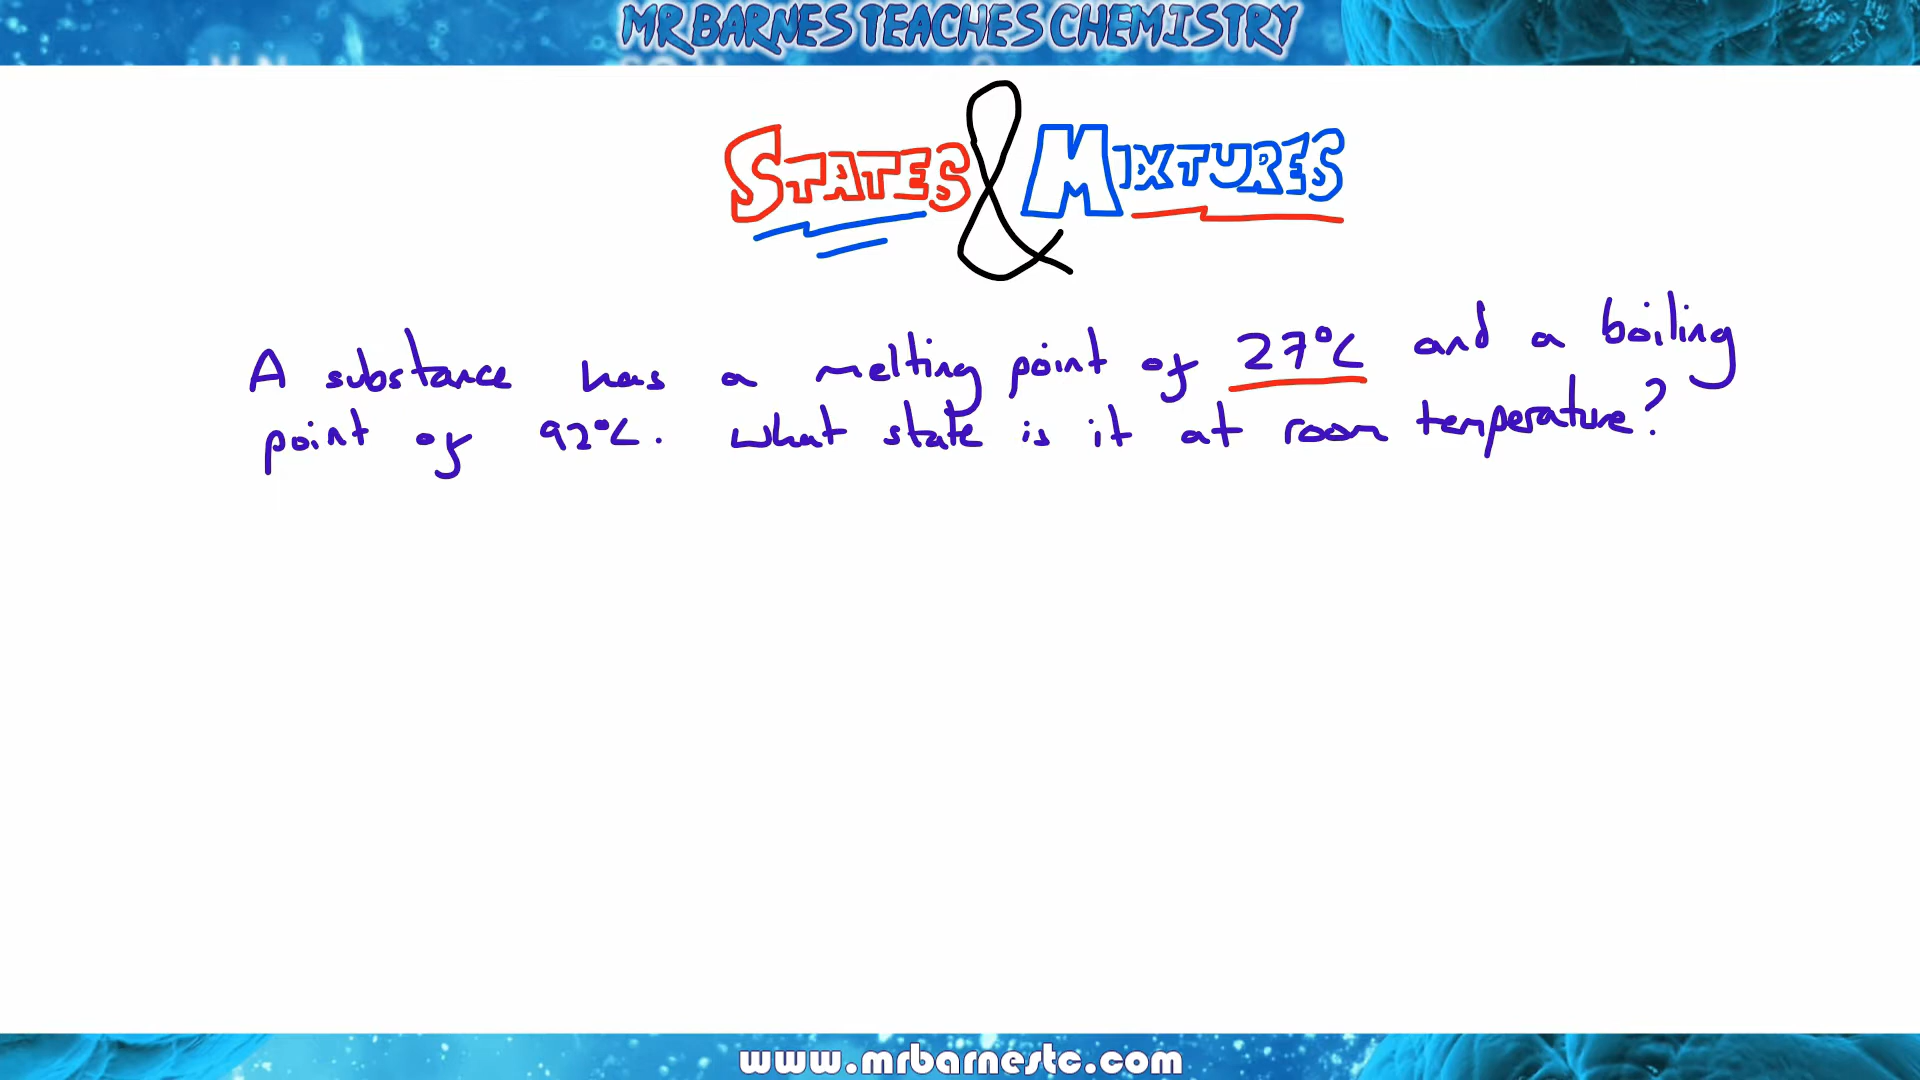 MR BARNES TEACHES CHEMISTRY
STATES & MIXTURES
A substance has a melting point of 27°C and a boiling
point of 92°C. What state is it at room temperature?
www.mrbarnestc.com